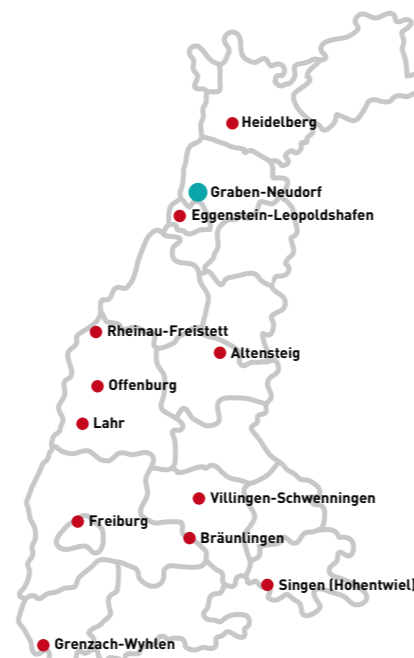 Heidelberg
Graben-Neudorf
Eggenstein-Leopoldshafen
Rheinau-Freistett
Altensteig
Offenburg
Lahr
Villingen-Schwenningen
Freiburg
Bräunlingen
Singen (Hohentwiel)
Grenzach-Wyhlen